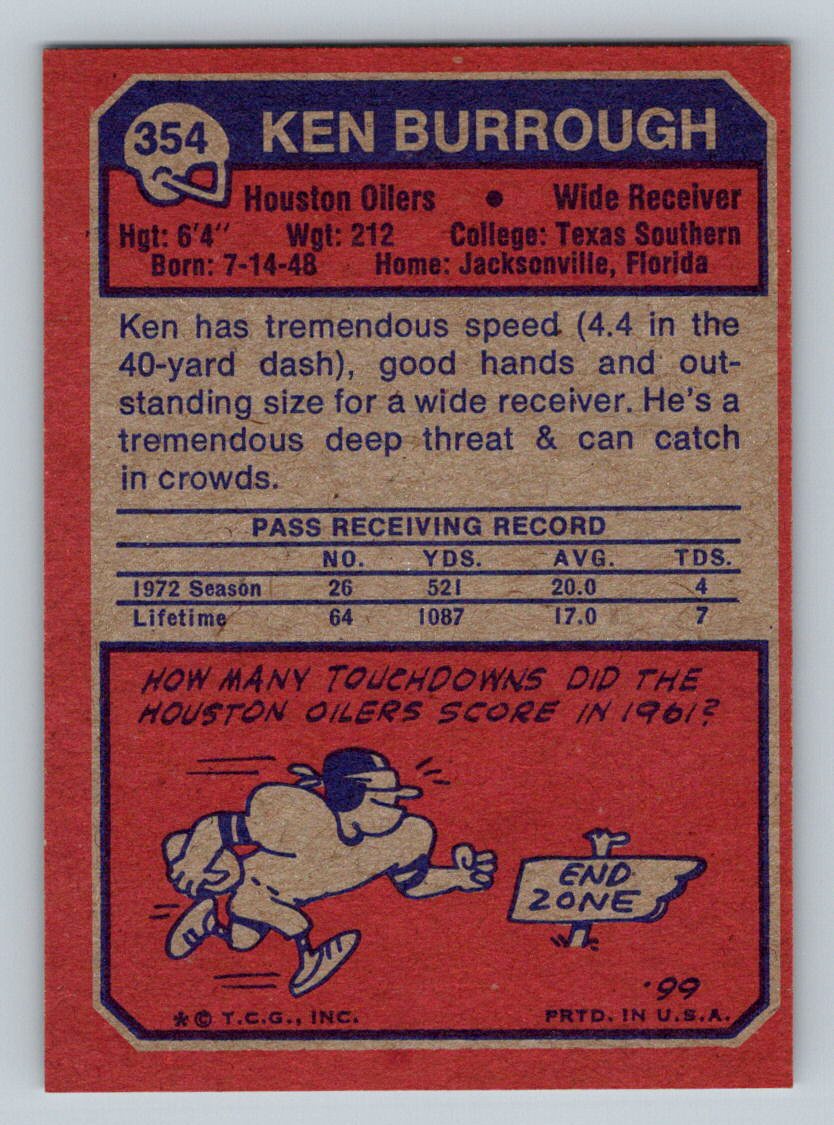 354 KEN BURROUGH
Houston Oilers • Wide Receiver
Hgt: 6'4" Wgt: 212 College: Texas Southern
Born: 7-14-48 Home: Jacksonville, Florida
Ken has tremendous speed (4.4 in the
40-yard dash), good hands and out-
standing size for a wide receiver. He's a
tremendous deep threat & can catch
in crowds.
PASS RECEIVING RECORD
NO. YDS. AVG. TDS.
1972 Season 26 521 20.0 4
Lifetime 64 1087 17.0 7
HOW MANY TOUCHDOWNS DID THE
HOUSTON OILERS SCORE IN 1961?
END
ZONE
'99
* © T.C.G., INC. PRTD. IN U.S.A.